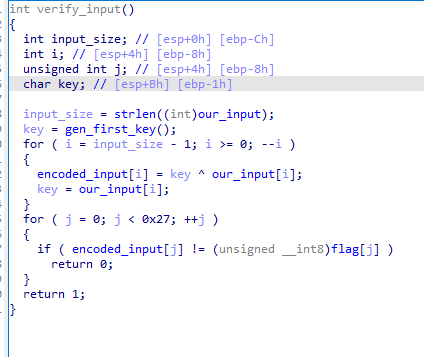 int verify_input()
{
int input_size; // [esp+0h] [ebp-Ch]
int i; // [esp+4h] [ebp-8h]
unsigned int j; // [esp+4h] [ebp-8h]
char key; // [esp+Bh] [ebp-1h]
input_size = strlen((int)our_input);
key = gen_first_key();
for ( i = input_size - 1; i >= 0; --i )
{
encoded_input[i] = key ^ our_input[i];
key = our_input[i];
}
for ( j = 0; j < 0x27; ++j )
{
if ( encoded_input[j] != (unsigned __int8)flag[j] )
return 0;
}
return 1;
}